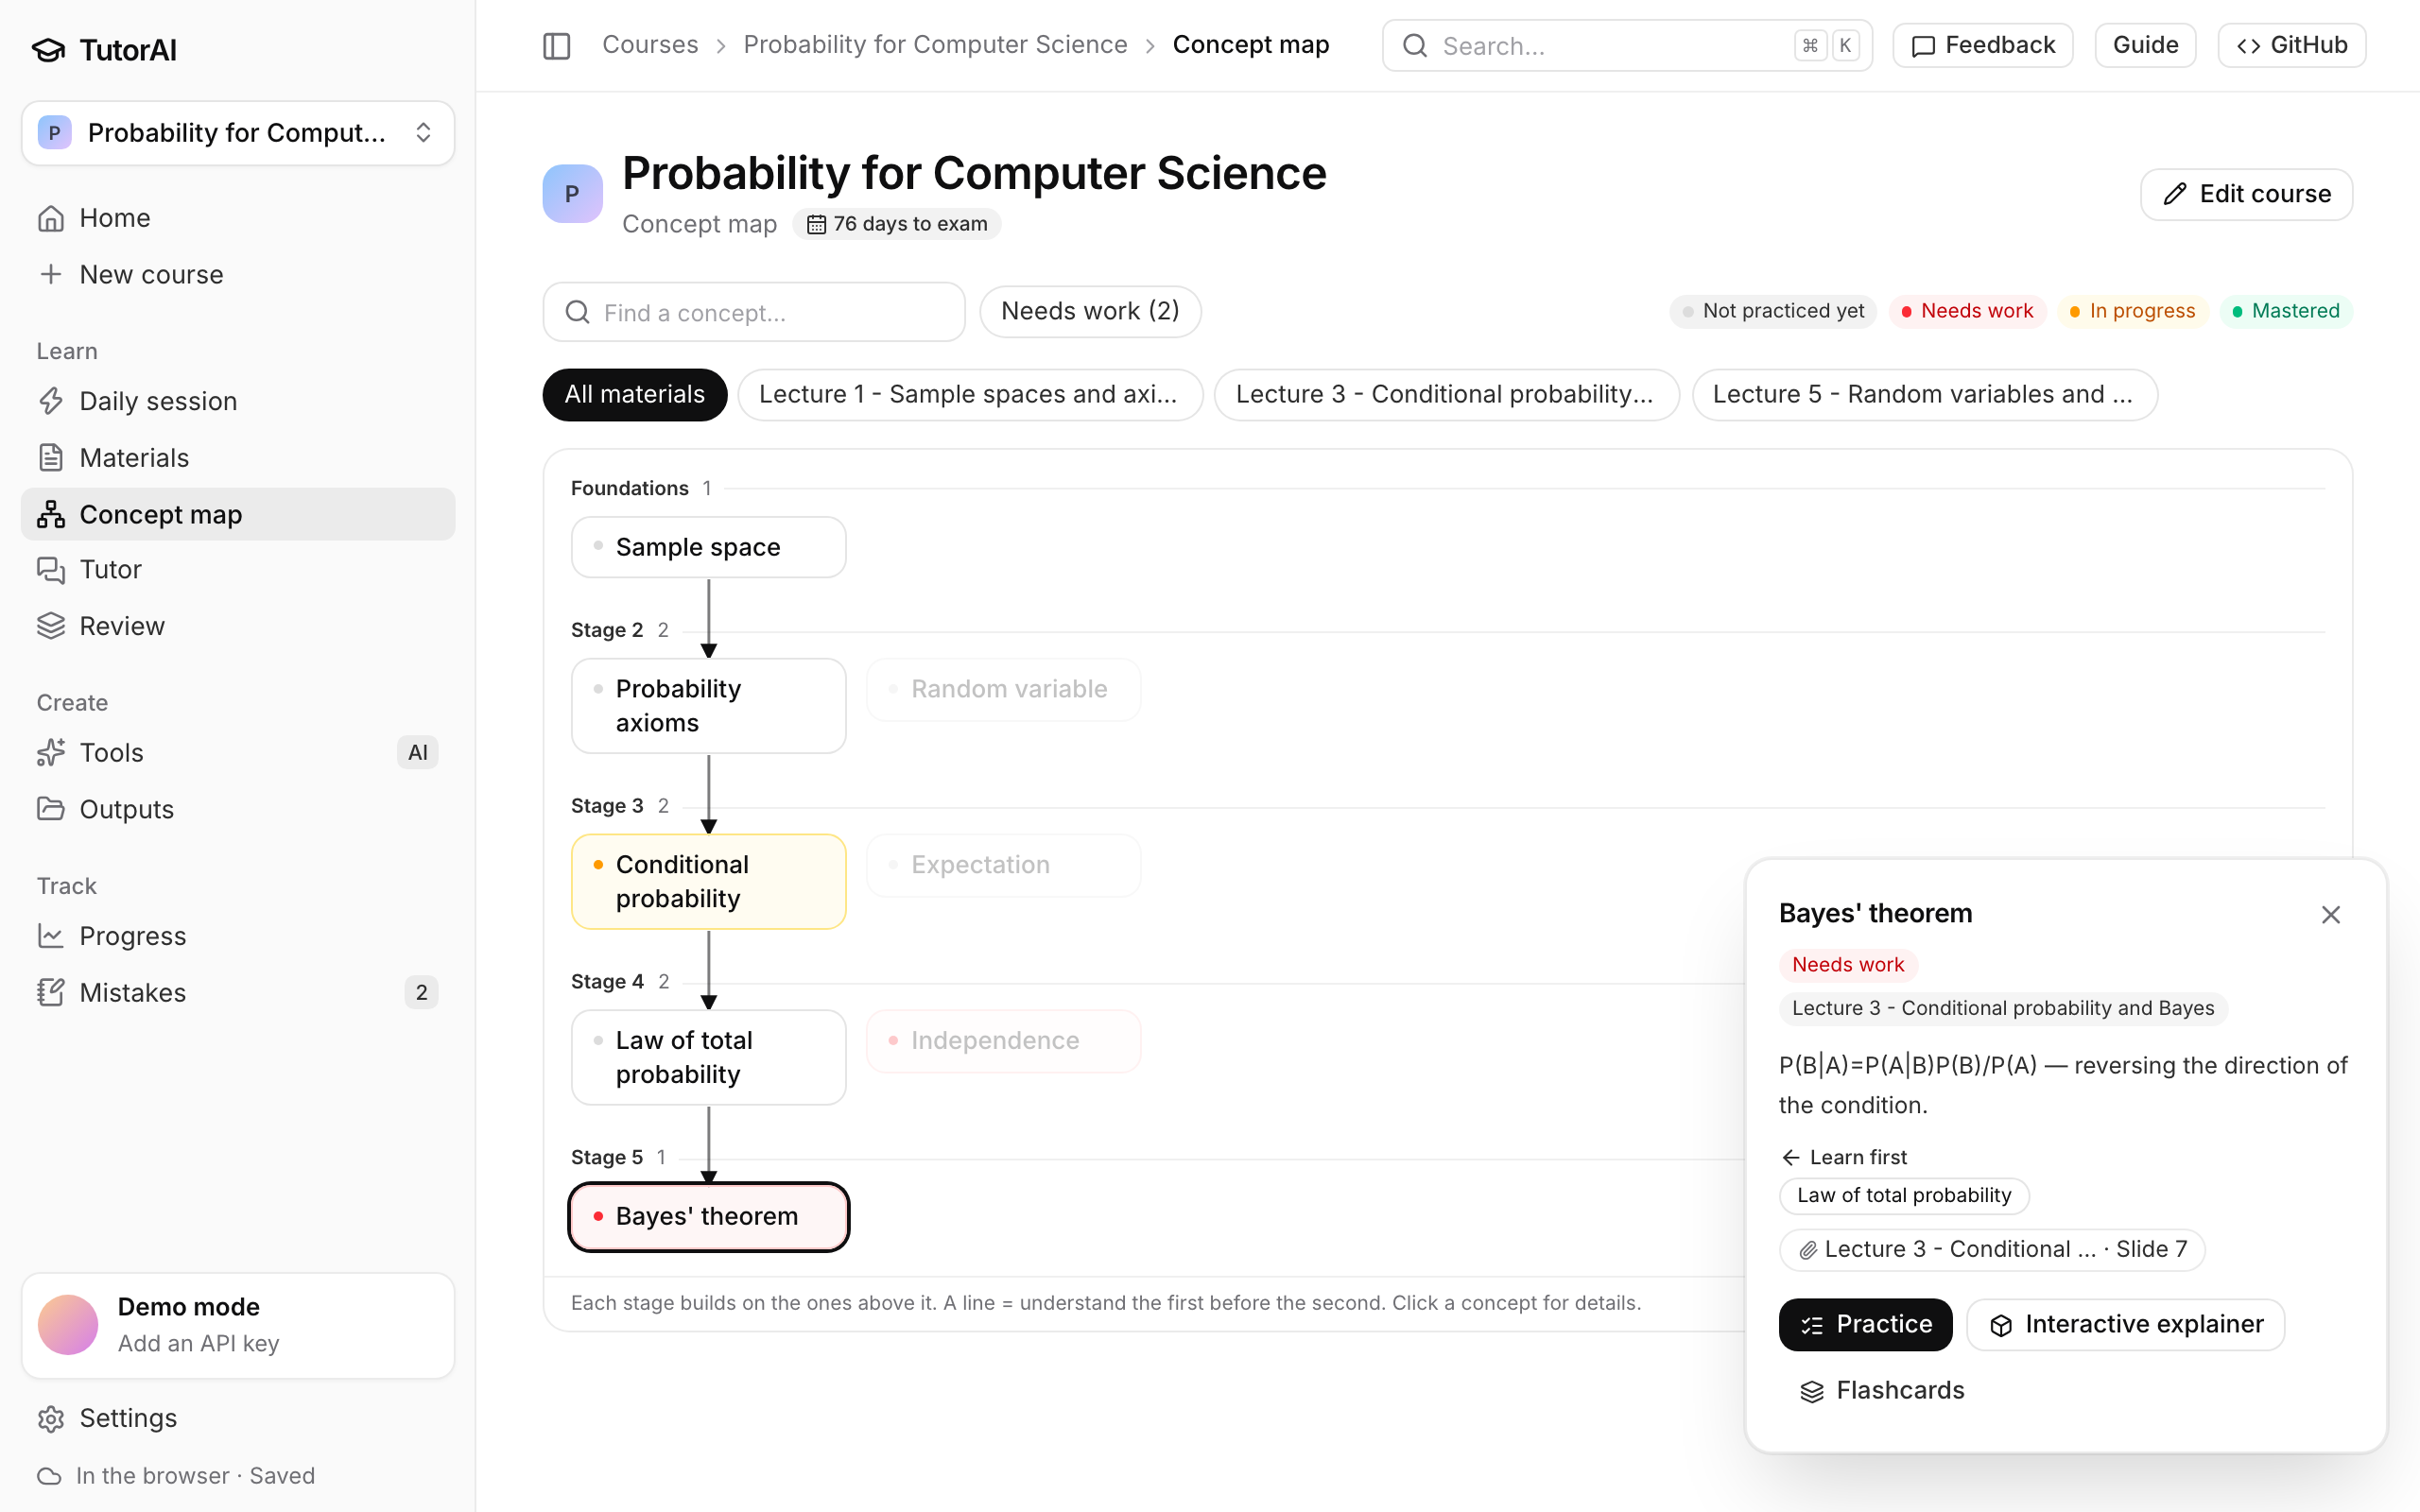 TutorAI
P Probability for Comput...
Home
New course
Learn
Daily session
Materials
Concept map
Tutor
Review
Create
Tools AI
Outputs
Track
Progress
Mistakes 2
Demo mode
Add an API key
Settings
In the browser · Saved
Courses > Probability for Computer Science > Concept map
Search... ⌘ K
Feedback
Guide
GitHub
P
Probability for Computer Science
Concept map 76 days to exam
Edit course
Find a concept...
Needs work (2)
Not practiced yet
Needs work
In progress
Mastered
All materials
Lecture 1 - Sample spaces and axi...
Lecture 3 - Conditional probability...
Lecture 5 - Random variables and ...
Foundations 1
Sample space
Stage 2 2
Probability
axioms
Random variable
Stage 3 2
Conditional
probability
Expectation
Stage 4 2
Law of total
probability
Independence
Stage 5 1
Bayes' theorem
Each stage builds on the ones above it. A line = understand the first before the second. Click a concept for details.
Bayes' theorem
Needs work
Lecture 3 - Conditional probability and Bayes
P(B|A)=P(A|B)P(B)/P(A) — reversing the direction of
the condition.
Learn first
Law of total probability
Lecture 3 - Conditional ... · Slide 7
Practice
Interactive explainer
Flashcards